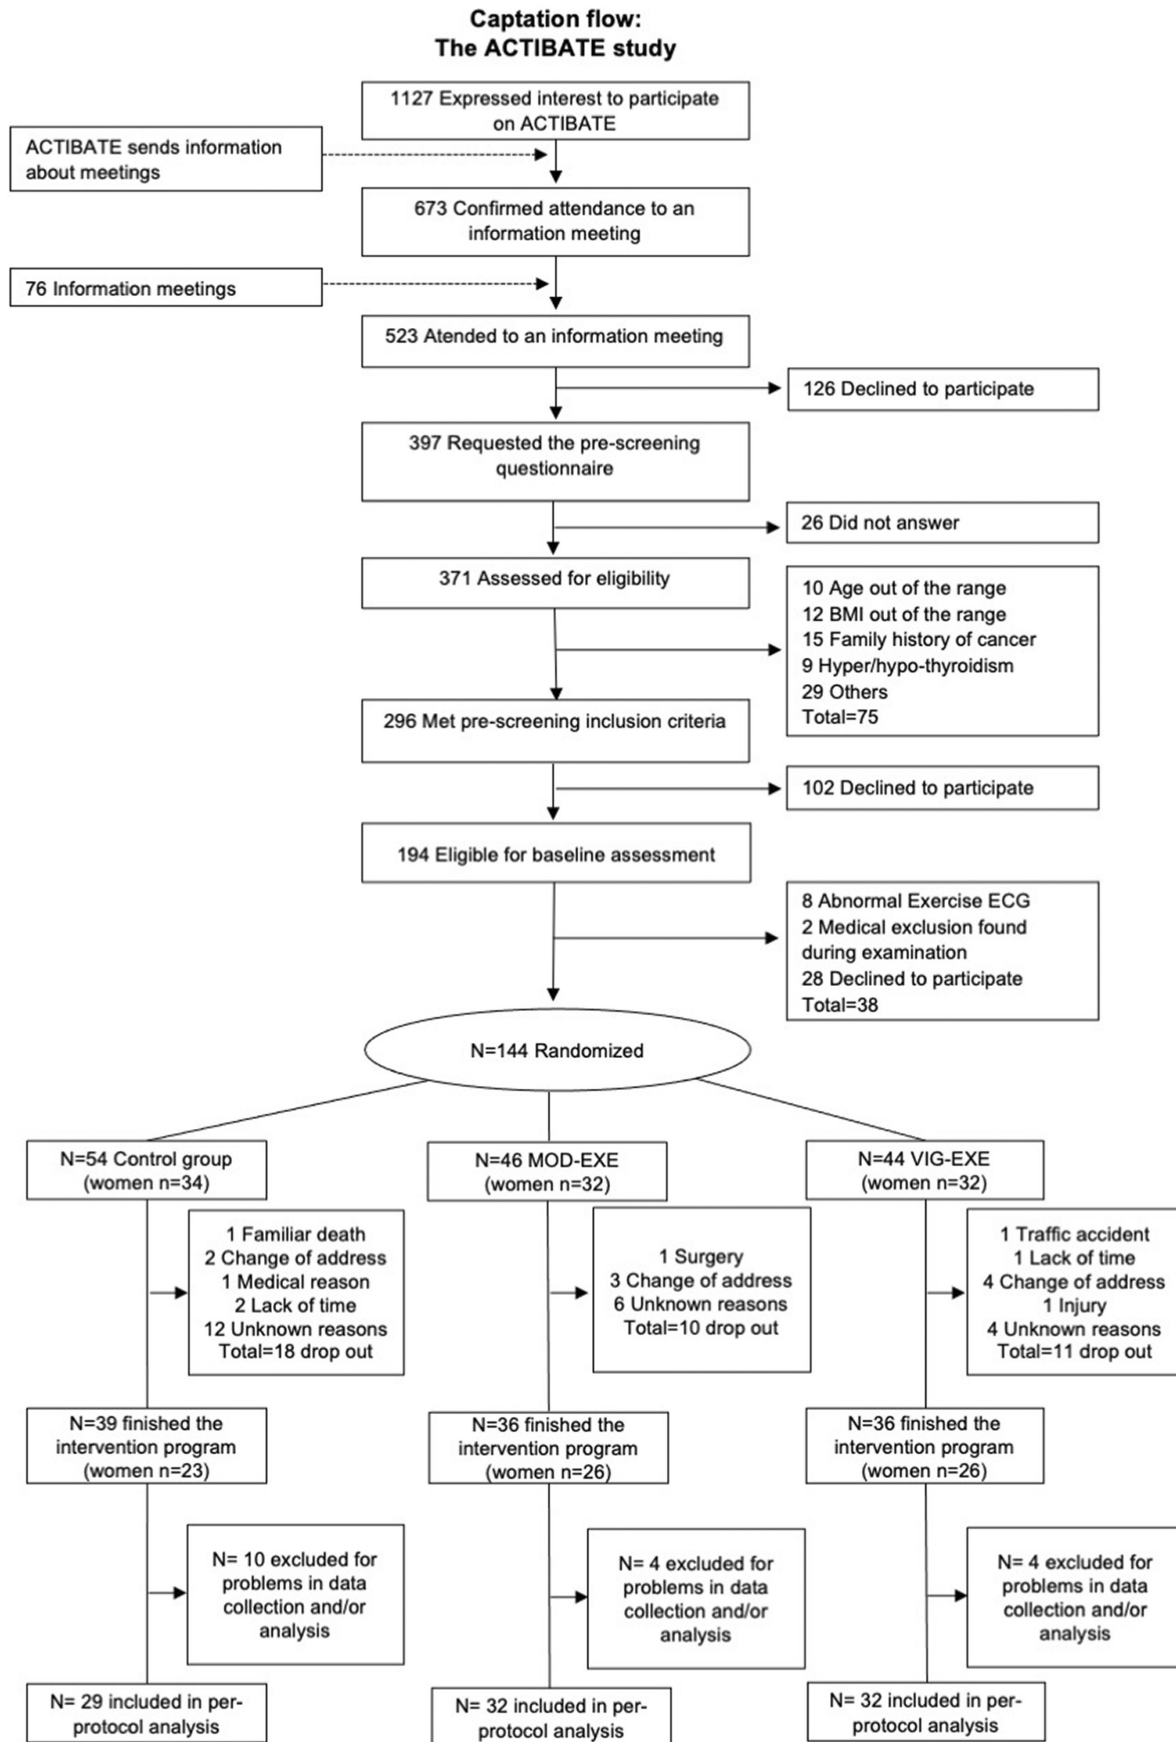 Captation flow:
The ACTIBATE study
1127 Expressed interest to participate
on ACTIBATE
ACTIBATE sends information
about meetings
673 Confirmed attendance to an
information meeting
76 Information meetings
523 Atended to an information meeting
126 Declined to participate
397 Requested the pre-screening
questionnaire
26 Did not answer
371 Assessed for eligibility
10 Age out of the range
12 BMI out of the range
15 Family history of cancer
9 Hyper/hypo-thyroidism
29 Others
Total=75
296 Met pre-screening inclusion criteria
102 Declined to participate
194 Eligible for baseline assessment
8 Abnormal Exercise ECG
2 Medical exclusion found
during examination
28 Declined to participate
Total=38
N=144 Randomized
N=54 Control group
(women n=34)
N=46 MOD-EXE
(women n=32)
N=44 VIG-EXE
(women n=32)
1 Familiar death
2 Change of address
1 Medical reason
2 Lack of time
12 Unknown reasons
Total=18 drop out
1 Surgery
3 Change of address
6 Unknown reasons
Total=10 drop out
1 Traffic accident
1 Lack of time
4 Change of address
1 Injury
4 Unknown reasons
Total=11 drop out
N=39 finished the
intervention program
(women n=23)
N=36 finished the
intervention program
(women n=26)
N=36 finished the
intervention program
(women n=26)
N= 10 excluded for
problems in data
collection and/or
analysis
N= 4 excluded for
problems in data
collection and/or
analysis
N= 4 excluded for
problems in data
collection and/or
analysis
N= 29 included in per-
protocol analysis
N= 32 included in per-
protocol analysis
N= 32 included in per-
protocol analysis